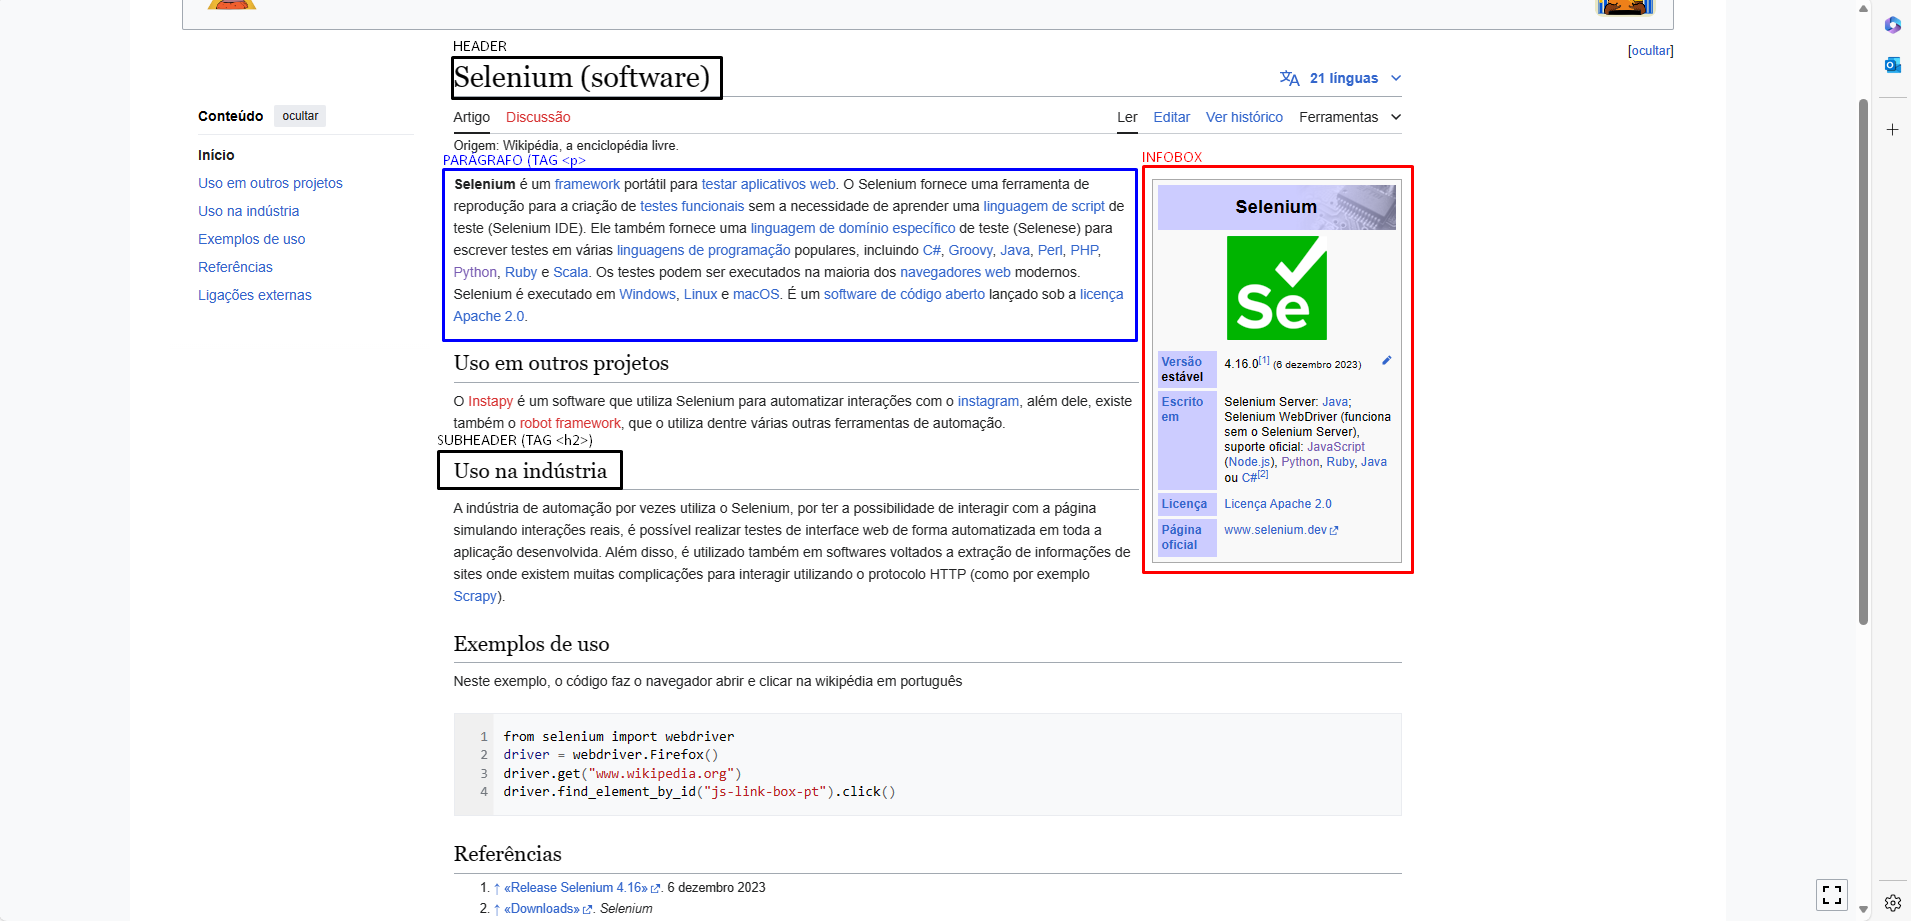 HEADER
Selenium (software)
[ocultar]
21 línguas
Conteúdo ocultar
Início
Uso em outros projetos
Uso na indústria
Exemplos de uso
Referências
Ligações externas
Artigo Discussão
Ler Editar Ver histórico Ferramentas
Origem: Wikipédia, a enciclopédia livre.
PARÁGRAFO (TAG <p>
Selenium é um framework portátil para testar aplicativos web. O Selenium fornece uma ferramenta de
reprodução para a criação de testes funcionais sem a necessidade de aprender uma linguagem de script de
teste (Selenium IDE). Ele também fornece uma linguagem de domínio específico de teste (Selenese) para
escrever testes em várias linguagens de programação populares, incluindo C#, Groovy, Java, Perl, PHP,
Python, Ruby e Scala. Os testes podem ser executados na maioria dos navegadores web modernos.
Selenium é executado em Windows, Linux e macOS. É um software de código aberto lançado sob a licença
Apache 2.0.
INFOBOX
Selenium
Se
Versão
estável
4.16.0[1] (6 dezembro 2023)
Escrito
em
Selenium Server: Java;
Selenium WebDriver (funciona
sem o Selenium Server),
suporte oficial: JavaScript
(Node.js), Python, Ruby, Java
ou C#[2]
Licença Licença Apache 2.0
Página
oficial
www.selenium.dev
Uso em outros projetos
O Instapy é um software que utiliza Selenium para automatizar interações com o instagram, além dele, existe
também o robot framework, que o utiliza dentre várias outras ferramentas de automação.
SUBHEADER (TAG <h2>)
Uso na indústria
A indústria de automação por vezes utiliza o Selenium, por ter a possibilidade de interagir com a página
simulando interações reais, é possível realizar testes de interface web de forma automatizada em toda a
aplicação desenvolvida. Além disso, é utilizado também em softwares voltados a extração de informações de
sites onde existem muitas complicações para interagir utilizando o protocolo HTTP (como por exemplo
Scrapy).
Exemplos de uso
Neste exemplo, o código faz o navegador abrir e clicar na wikipédia em português
1 from selenium import webdriver
2 driver = webdriver.Firefox()
3 driver.get("www.wikipedia.org")
4 driver.find_element_by_id("js-link-box-pt").click()
Referências
1. ↑ «Release Selenium 4.16». 6 dezembro 2023
2. ↑ «Downloads». Selenium